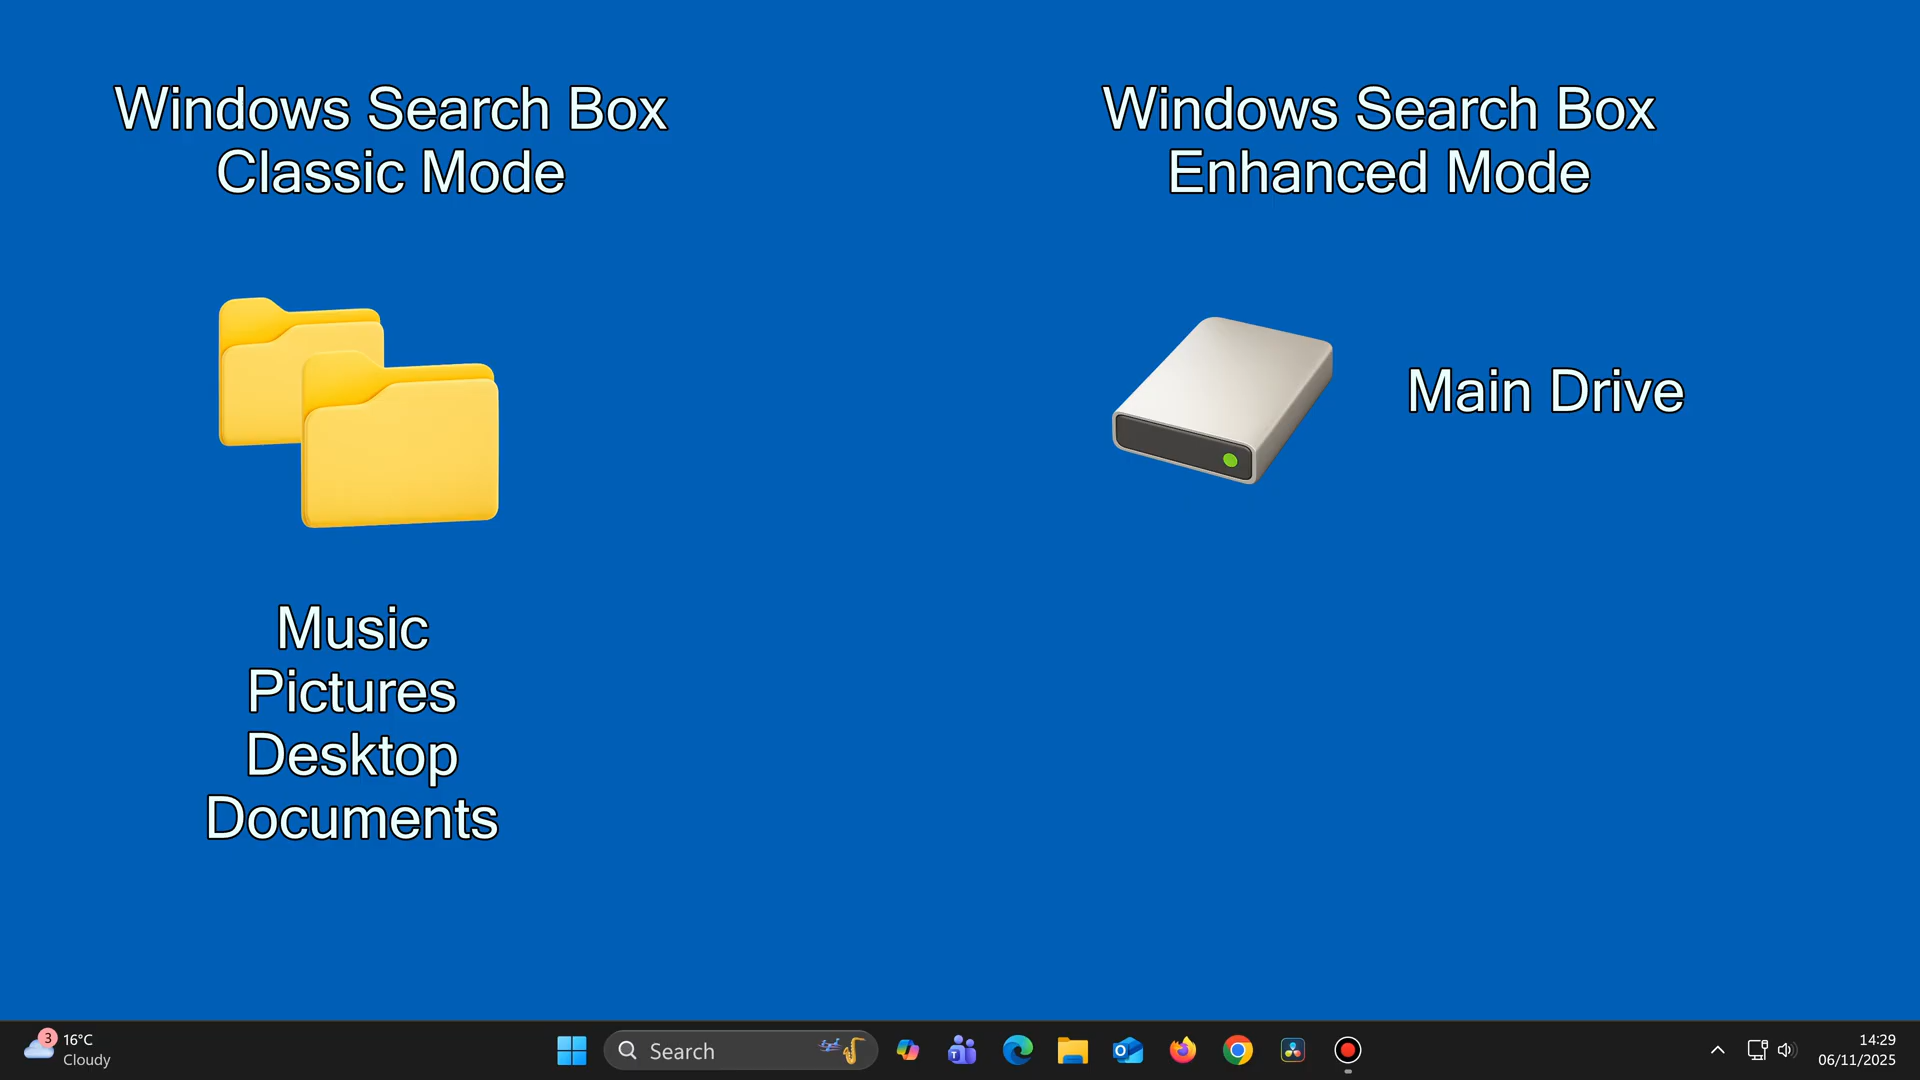 Windows Search Box
Classic Mode
Windows Search Box
Enhanced Mode
Main Drive
Music
Pictures
Desktop
Documents
3
16°C
Cloudy
Search
14:29
06/11/2025